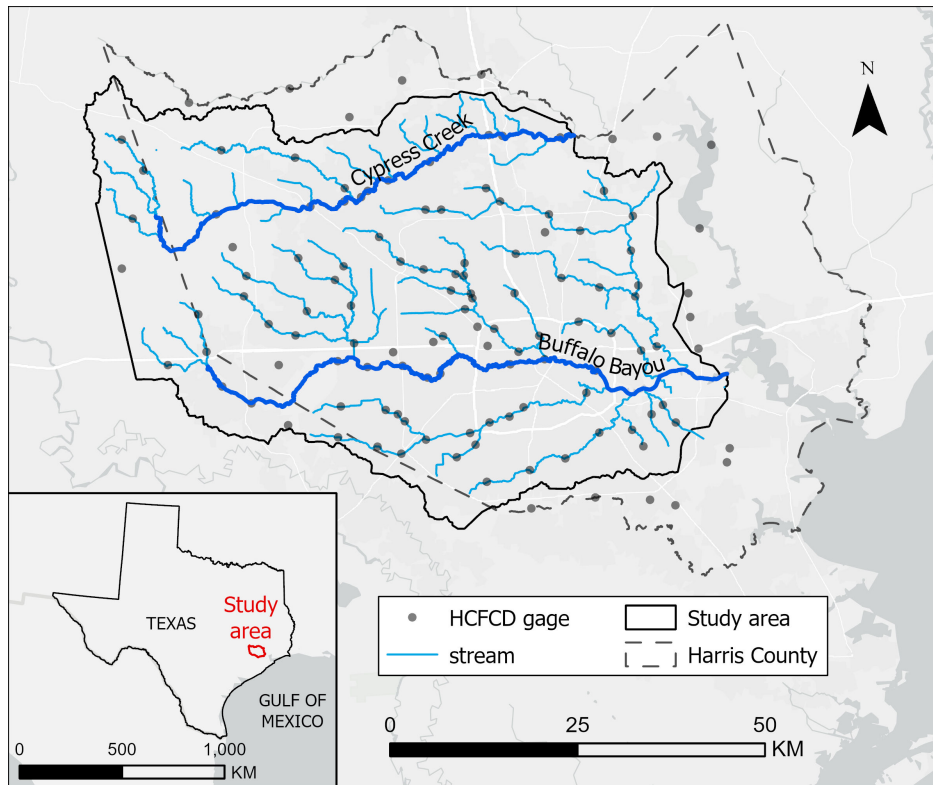 N
Cypress Creek
Buffalo Bayou
TEXAS
Study
area
GULF OF
MEXICO
0 500 1,000
KM
HCFCD gage
Study area
stream
Harris County
0 25 50
KM